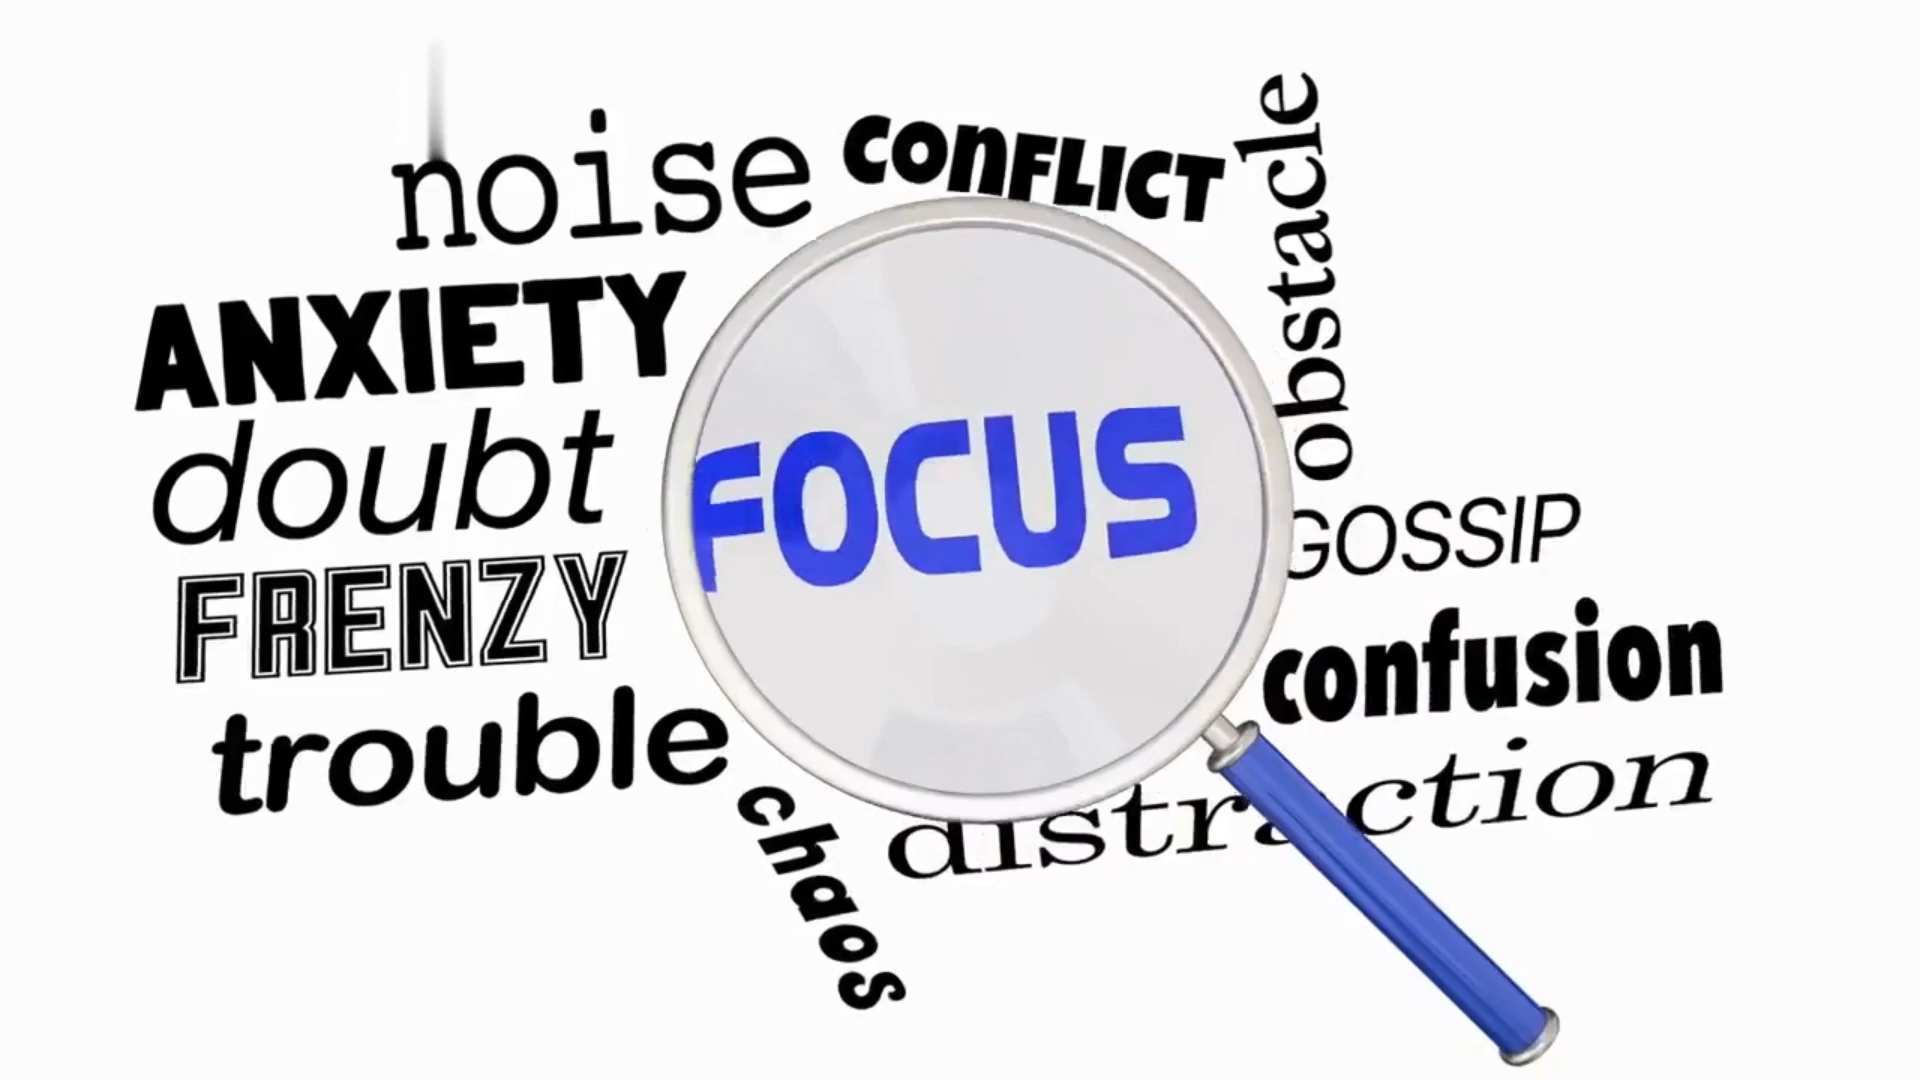 noise
conFLICT
obstacle
ANXIETY
doubt
FOCUS
GOSSIP
FRENZY
confusion
trouble
distraction
chaos